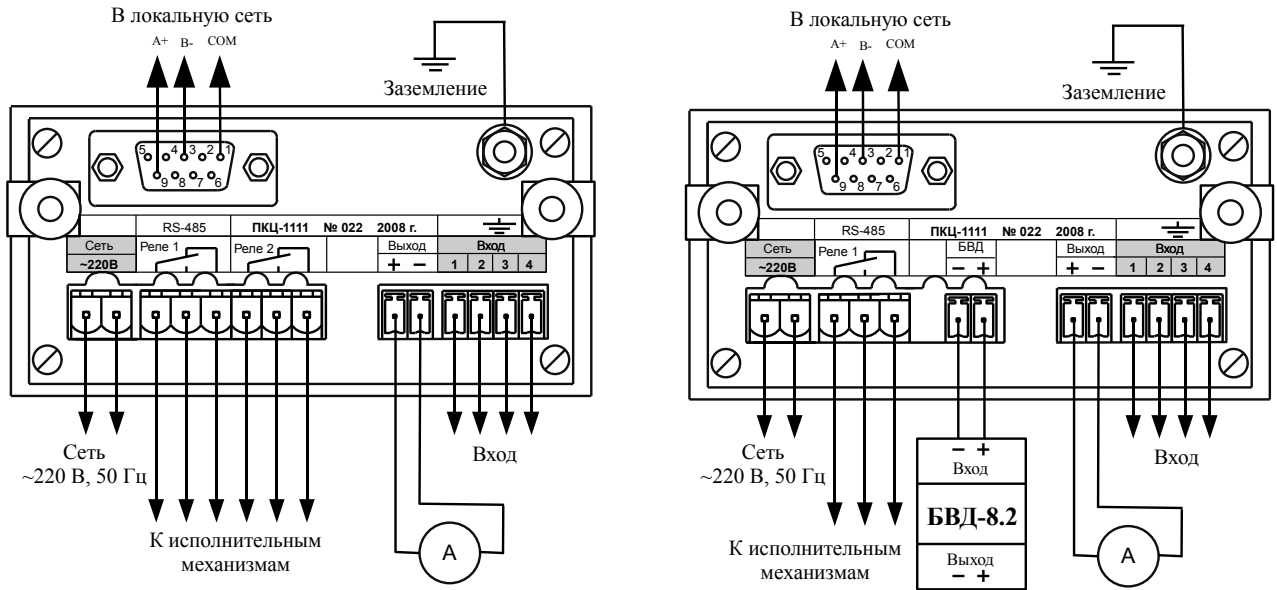 В локальную сеть
A+ B- COM
Заземление
5 4 3 2 1
9 8 7 6
RS-485 ПКЦ-1111 № 022 2008 г.
Сеть Реле 1 Реле 2 Выход Вход
~220В + − 1 2 3 4
Сеть
~220 В, 50 Гц
Вход
К исполнительным
механизмам
A
В локальную сеть
A+ B- COM
Заземление
5 4 3 2 1
9 8 7 6
RS-485 ПКЦ-1111 № 022 2008 г.
Сеть Реле 1 БВД Выход Вход
~220В − + + − 1 2 3 4
Сеть
~220 В, 50 Гц
− +
Вход
БВД-8.2
Выход
− +
Вход
К исполнительным
механизмам
A